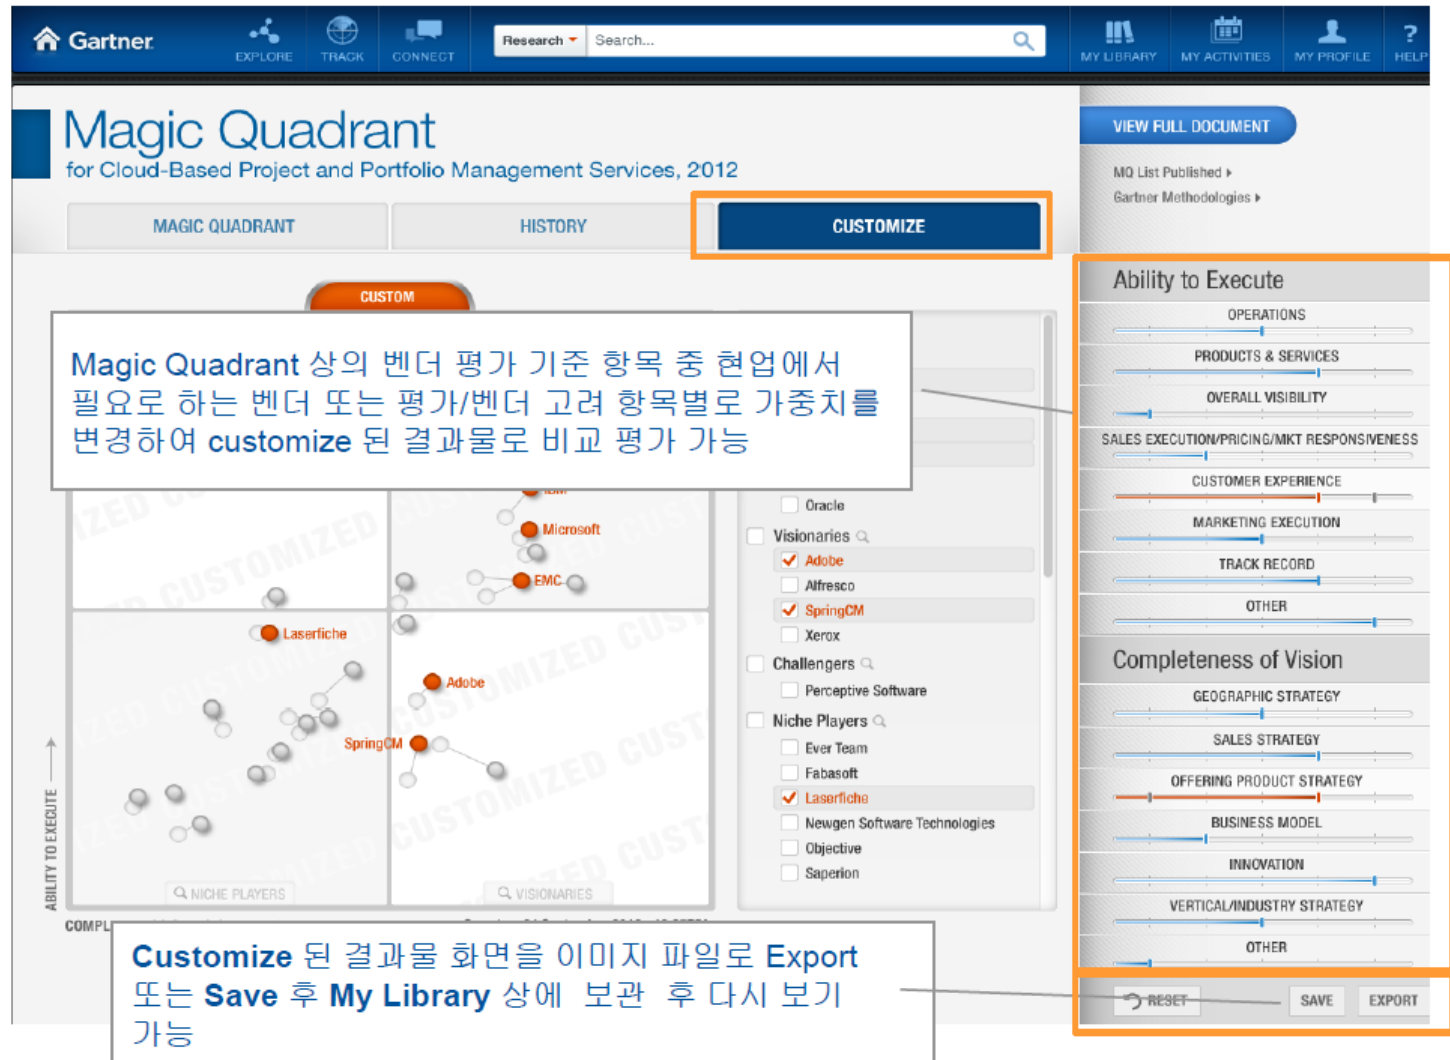 Gartner
EXPLORE
TRACK
CONNECT
Research
Search...
MY LIBRARY
MY ACTIVITIES
MY PROFILE
HELP
Magic Quadrant
for Cloud-Based Project and Portfolio Management Services, 2012
VIEW FULL DOCUMENT
MQ List Published
Gartner Methodologies
MAGIC QUADRANT
HISTORY
CUSTOMIZE
CUSTOM
Magic Quadrant 상의 벤더 평가 기준 항목 중 현업에서
필요로 하는 벤더 또는 평가/벤더 고려 항목별로 가중치를
변경하여 customize 된 결과물로 비교 평가 가능
Microsoft
EMC
Laserfiche
Adobe
SpringCM
NICHE PLAYERS
VISIONARIES
ABILITY TO EXECUTE
Oracle
Visionaries
Adobe
Alfresco
SpringCM
Xerox
Challengers
Perceptive Software
Niche Players
Ever Team
Fabasoft
Laserfiche
Newgen Software Technologies
Objective
Saperion
Ability to Execute
OPERATIONS
PRODUCTS & SERVICES
OVERALL VISIBILITY
SALES EXECUTION/PRICING/MKT RESPONSIVENESS
CUSTOMER EXPERIENCE
MARKETING EXECUTION
TRACK RECORD
OTHER
Completeness of Vision
GEOGRAPHIC STRATEGY
SALES STRATEGY
OFFERING PRODUCT STRATEGY
BUSINESS MODEL
INNOVATION
VERTICAL/INDUSTRY STRATEGY
OTHER
RESET
SAVE
EXPORT
Customize 된 결과물 화면을 이미지 파일로 Export
또는 Save 후 My Library 상에 보관 후 다시 보기
가능